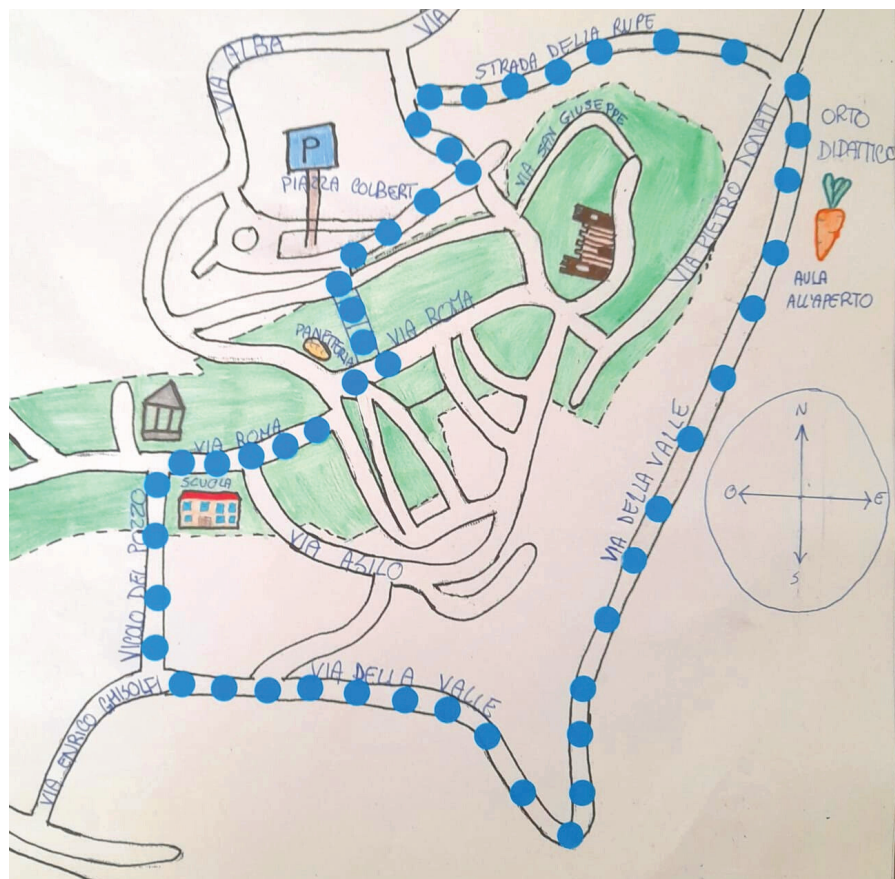 VIA
VIA ALBA
VIA ALBA
STRADA DELLA RUPE
P
PIAZZA COLBERT
VIA SAN GIUSEPPE
ORTO
DIDATTICO
VIA PIETRO DONATI
AULA
ALL'APERTO
PANETTERIA
VIA ROMA
VIA ROMA
SCUOLA
VICOLO DEL POZZO
VIA ASILO
VIA DELLA VALLE
N
O
E
S
VIA ENRICO GHISOLFI
VIA DELLA VALLE